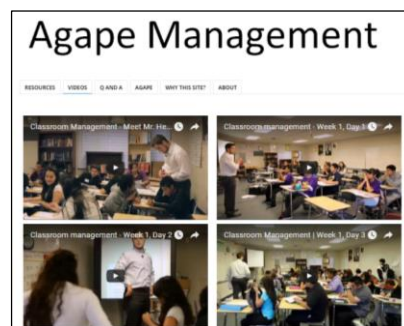 Agape Management
RESOURCES VIDEOS Q AND A AGAPE WHY THIS SITE? ABOUT
Classroom Management - Meet Mr. He...
Classroom management - Week 1, Day 1
Classroom management - Week 1, Day 2
Classroom Management | Week 1, Day 3